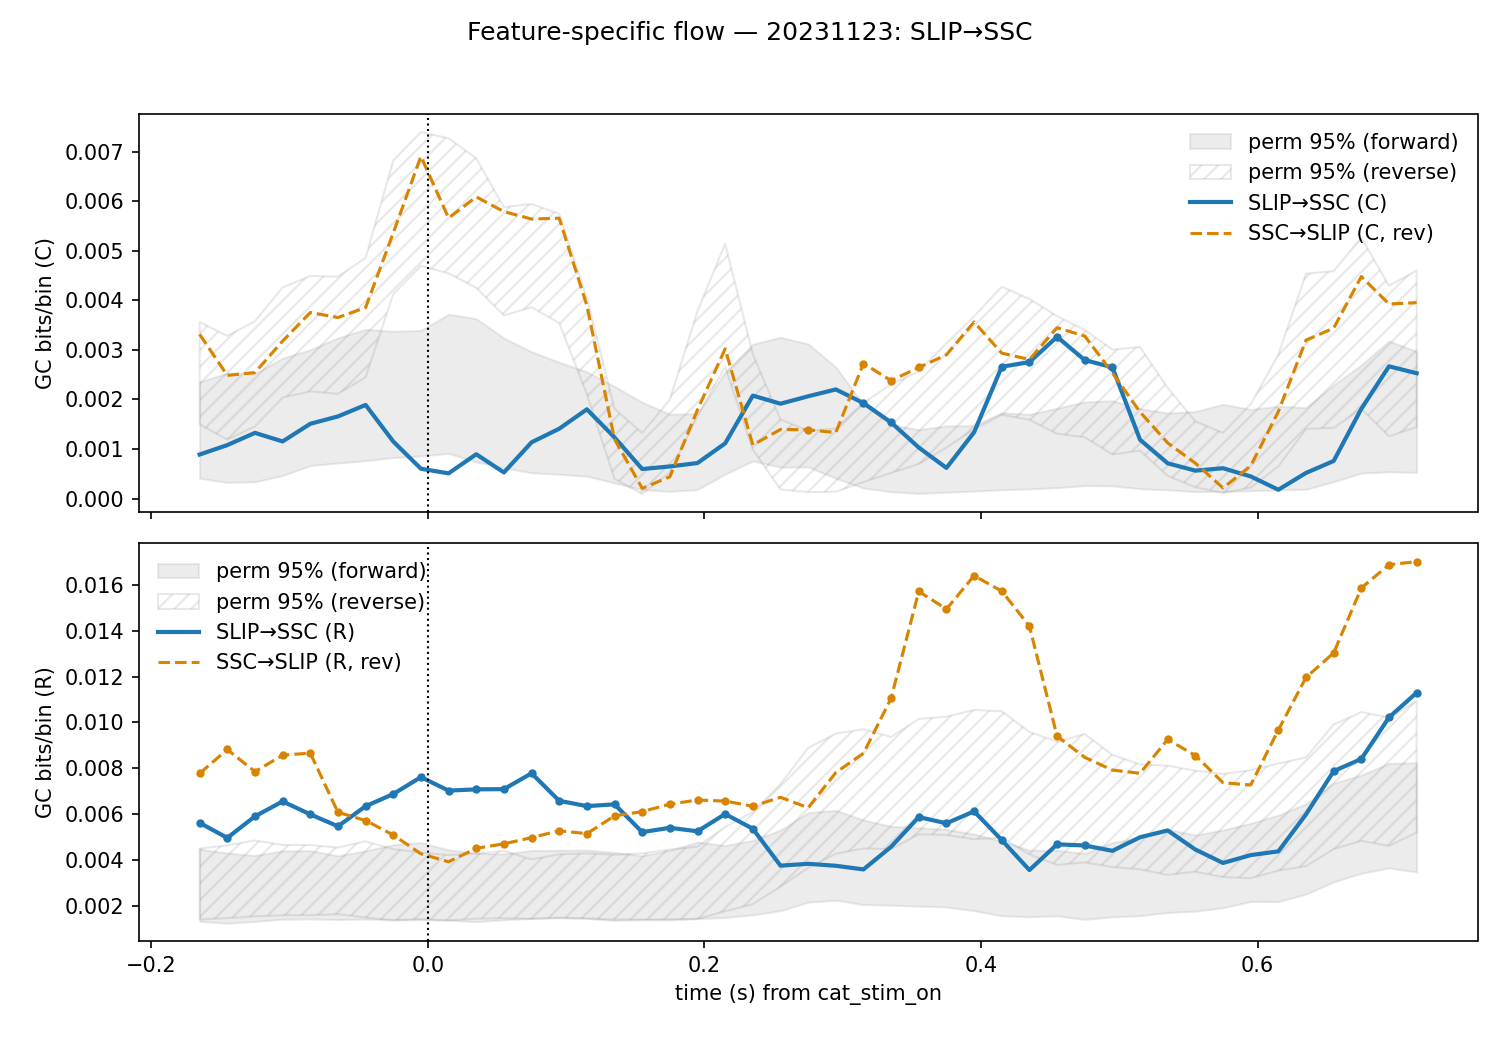 Feature-specific flow — 20231123: SLIP→SSC
GC bits/bin (C)
0.007
0.006
0.005
0.004
0.003
0.002
0.001
0.000
perm 95% (forward)
perm 95% (reverse)
SLIP→SSC (C)
SSC→SLIP (C, rev)
GC bits/bin (R)
0.016
0.014
0.012
0.010
0.008
0.006
0.004
0.002
perm 95% (forward)
perm 95% (reverse)
SLIP→SSC (R)
SSC→SLIP (R, rev)
−0.2 0.0 0.2 0.4 0.6
time (s) from cat_stim_on